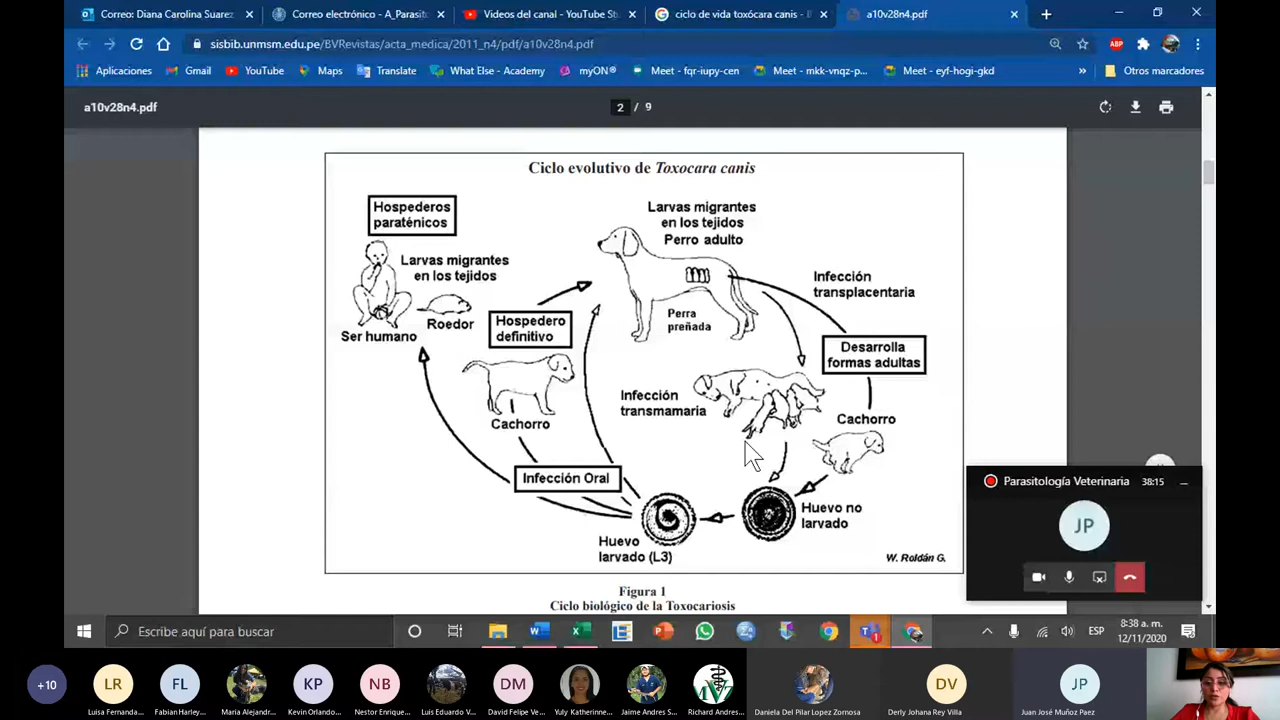 Correo: Diana Carolina Suarez
Correo electrónico - A_Parasito
Videos del canal - YouTube St
ciclo de vida toxócara canis - 
a10v28n4.pdf
sisbib.unmsm.edu.pe/BVRevistas/acta_medica/2011_n4/pdf/a10v28n4.pdf
ABP
Aplicaciones
Gmail
YouTube
Maps
Translate
What Else - Academy
myON®
Meet - fqr-iupy-cen
Meet - mkk-vnqz-p...
Meet - eyf-hogi-gkd
»
Otros marcadores
a10v28n4.pdf
2 / 9
Ciclo evolutivo de Toxocara canis
Hospederos
paraténicos
Larvas migrantes
en los tejidos
Ser humano
Roedor
Larvas migrantes
en los tejidos
Perro adulto
Perra
preñada
Infección
transplacentaria
Hospedero
definitivo
Desarrolla
formas adultas
Infección
transmamaria
Cachorro
Cachorro
Infección Oral
Huevo no
larvado
Huevo
larvado (L3)
W. Roldán G.
Figura 1
Ciclo biológico de la Toxocariosis
Parasitología Veterinaria 38:15
JP
Escribe aquí para buscar
ESP
8:38 a. m.
12/11/2020
+10
LR
FL
KP
NB
DM
DV
JP
Luisa Fernanda...
Fabian Harley...
Maria Alejandr...
Kevin Orlando...
Nestor Enrique...
Luis Eduardo V...
David Felipe Ve...
Yuly Katherinne...
Jaime Andres S...
Richard Andres...
Daniela Del Pilar Lopez Zornosa
Derly Johana Rey Villa
Juan José Muñoz Paez